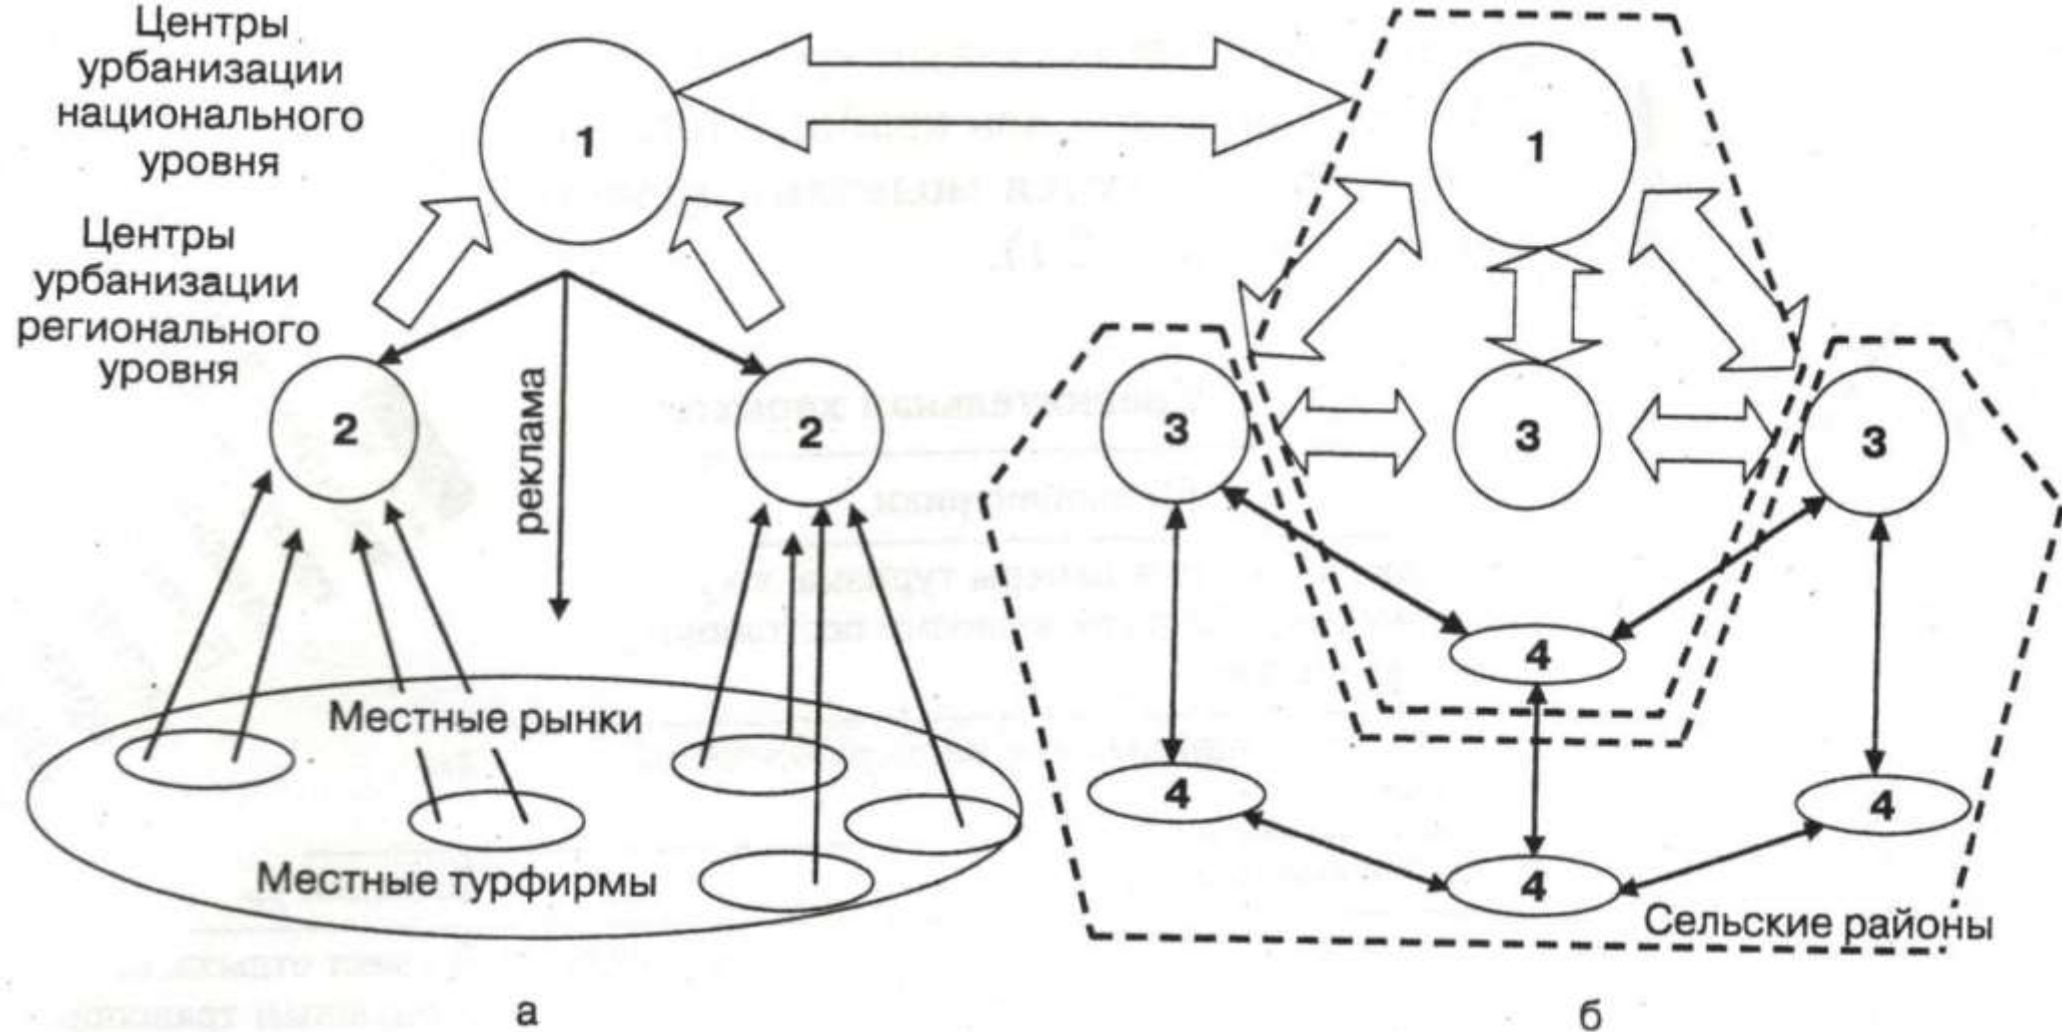 Центры
урбанизации
национального
уровня
Центры
урбанизации
регионального
уровня
1
2
2
реклама
Местные рынки
Местные турфирмы
а
1
3
3
3
4
4
4
4
Сельские районы
б